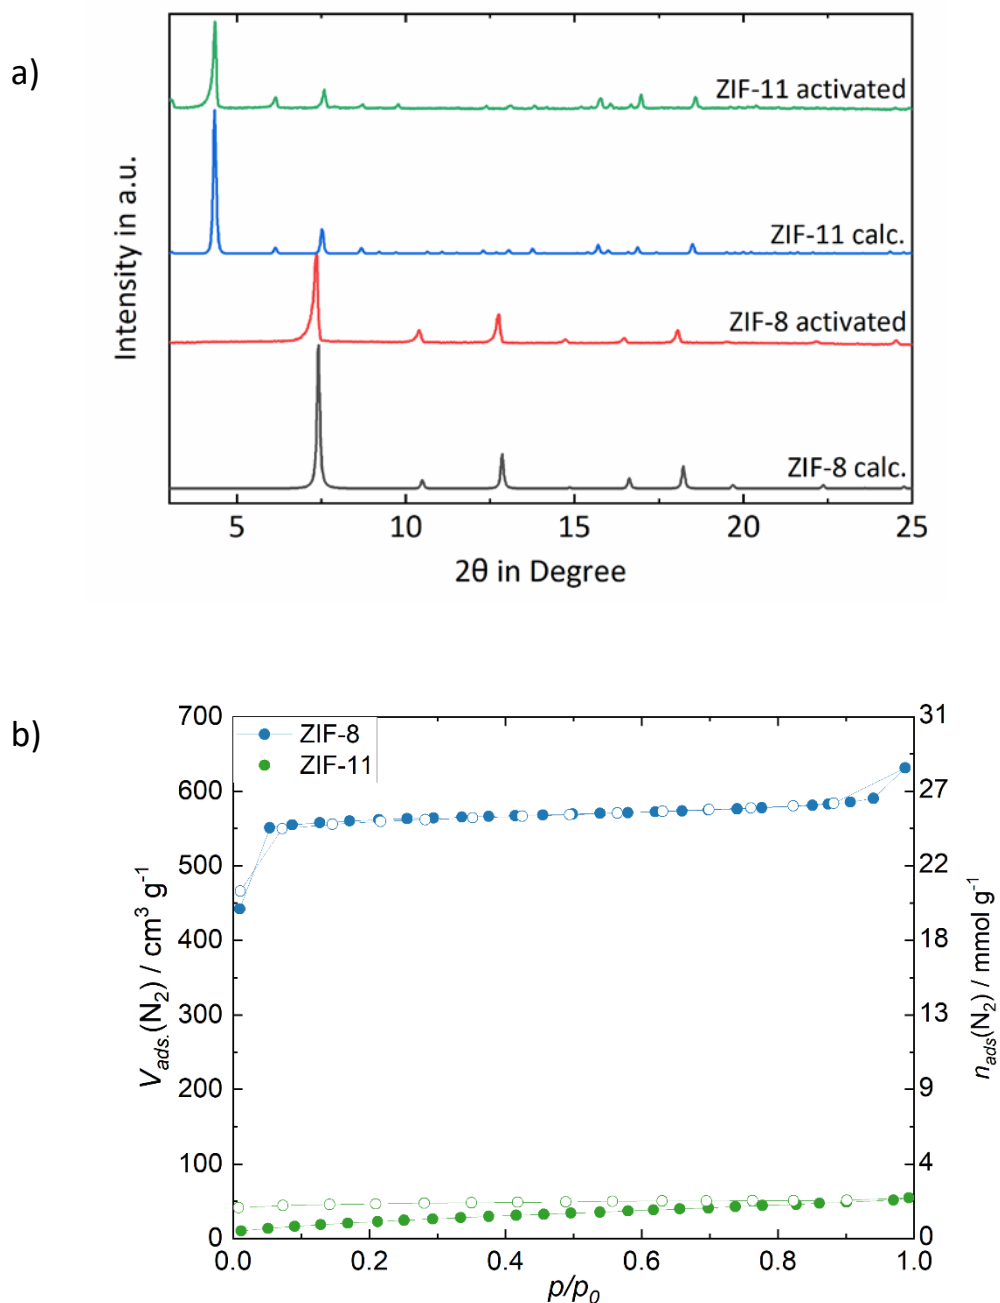 a)
Intensity in a.u.
ZIF-11 activated
ZIF-11 calc.
ZIF-8 activated
ZIF-8 calc.
5 10 15 20 25
2θ in Degree
b)
V_ads.(N₂) / cm³ g⁻¹
700
600
500
400
300
200
100
0
ZIF-8
ZIF-11
31
27
22
18
13
9
4
0
n_ads(N₂) / mmol g⁻¹
0.0 0.2 0.4 0.6 0.8 1.0
p/p₀